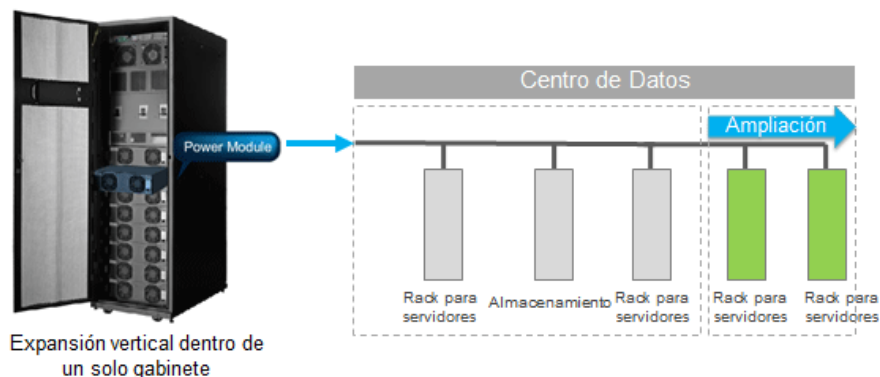 Centro de Datos
Ampliación
Power Module
Rack para
servidores
Almacenamiento
Rack para
servidores
Rack para
servidores
Rack para
servidores
Expansión vertical dentro de
un solo gabinete